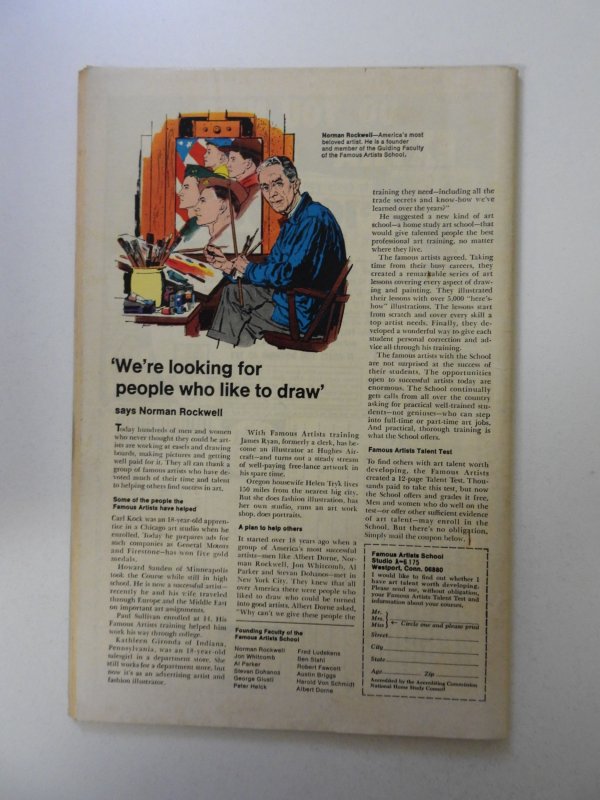 Norman Rockwell—America's most
beloved artist. He is a founder
and member of the Guiding Faculty
of the Famous Artists School.
'We're looking for
people who like to draw'
says Norman Rockwell
Today hundreds of men and women
who never thought they could be art-
ists are working at easels and drawing
boards, making pictures and getting
well paid for it. They all can thank a
group of famous artists who have de-
voted much of their time and talent
to helping others find success in art.
Some of the people the
Famous Artists have helped
Carl Kock was an 18-year-old appren-
tice in a Chicago art studio when he
enrolled. Today he prepares ads for
such companies as General Motors
and Firestone—has won five gold
medals.
Howard Sanden of Minneapolis
took the Course while still in high
school. He is now a successful artist—
recently he and his wife traveled
through Europe and the Middle East
on important art assignments.
Paul Sullivan enrolled at 14. His
Famous Artists training helped him
work his way through college.
Kathleen Gironda of Indiana,
Pennsylvania, was an 18-year-old
salesgirl in a department store. She
still works for a department store, but
now it's as an advertising artist and
fashion illustrator.
With Famous Artists training
James Ryan, formerly a clerk, has be-
come an illustrator at Hughes Air-
craft—and turns out a steady stream
of well-paying free-lance artwork in
his spare time.
Oregon housewife Helen Tryk lives
150 miles from the nearest big city.
But she does fashion illustration, has
her own studio, runs an art work
shop, does portraits.
A plan to help others
It started over 18 years ago when a
group of America's most successful
artists—men like Albert Dorne, Nor-
man Rockwell, Jon Whitcomb, Al
Parker and Stevan Dohanos—met in
New York City. They knew that all
over America there were people who
liked to draw who could be turned
into good artists. Albert Dorne asked,
"Why can't we give these people the
Founding Faculty of the
Famous Artists School
Norman Rockwell
Jon Whitcomb
Al Parker
Stevan Dohanos
George Giusti
Peter Helck
Fred Ludekens
Ben Stahl
Robert Fawcett
Austin Briggs
Harold Von Schmidt
Albert Dorne
training they need—including all the
trade secrets and know-how we've
learned over the years?"
He suggested a new kind of art
school—a home study art school—that
would give talented people the best
professional art training, no matter
where they live.
The famous artists agreed. Taking
time from their busy careers, they
created a remarkable series of art
lessons covering every aspect of draw-
ing and painting. They illustrated
their lessons with over 5,000 "here's-
how" illustrations. The lessons start
from scratch and cover every skill a
top artist needs. Finally, they de-
veloped a wonderful way to give each
student personal correction and ad-
vice all through his training.
The famous artists with the School
are not surprised at the success of
their students. The opportunities
open to successful artists today are
enormous. The School continually
gets calls from all over the country
asking for practical well-trained stu-
dents—not geniuses—who can step
into full-time or part-time art jobs.
And practical, thorough training is
what the School offers.
Famous Artists Talent Test
To find others with art talent worth
developing, the Famous Artists
created a 12-page Talent Test. Thou-
sands paid to take this test, but now
the School offers and grades it free.
Men and women who do well on the
test—or offer other sufficient evidence
of art talent—may enroll in the
School. But there's no obligation.
Simply mail the coupon below.
Famous Artists School
Studio 175
Westport, Conn. 06880
I would like to find out whether I
have art talent worth developing.
Please send me, without obligation,
your Famous Artists Talent Test and
information about your courses.
Mr.
Mrs.
Miss
← Circle one and please print
Street
City
State
Age Zip
Accredited by the Accrediting Commission
National Home Study Council